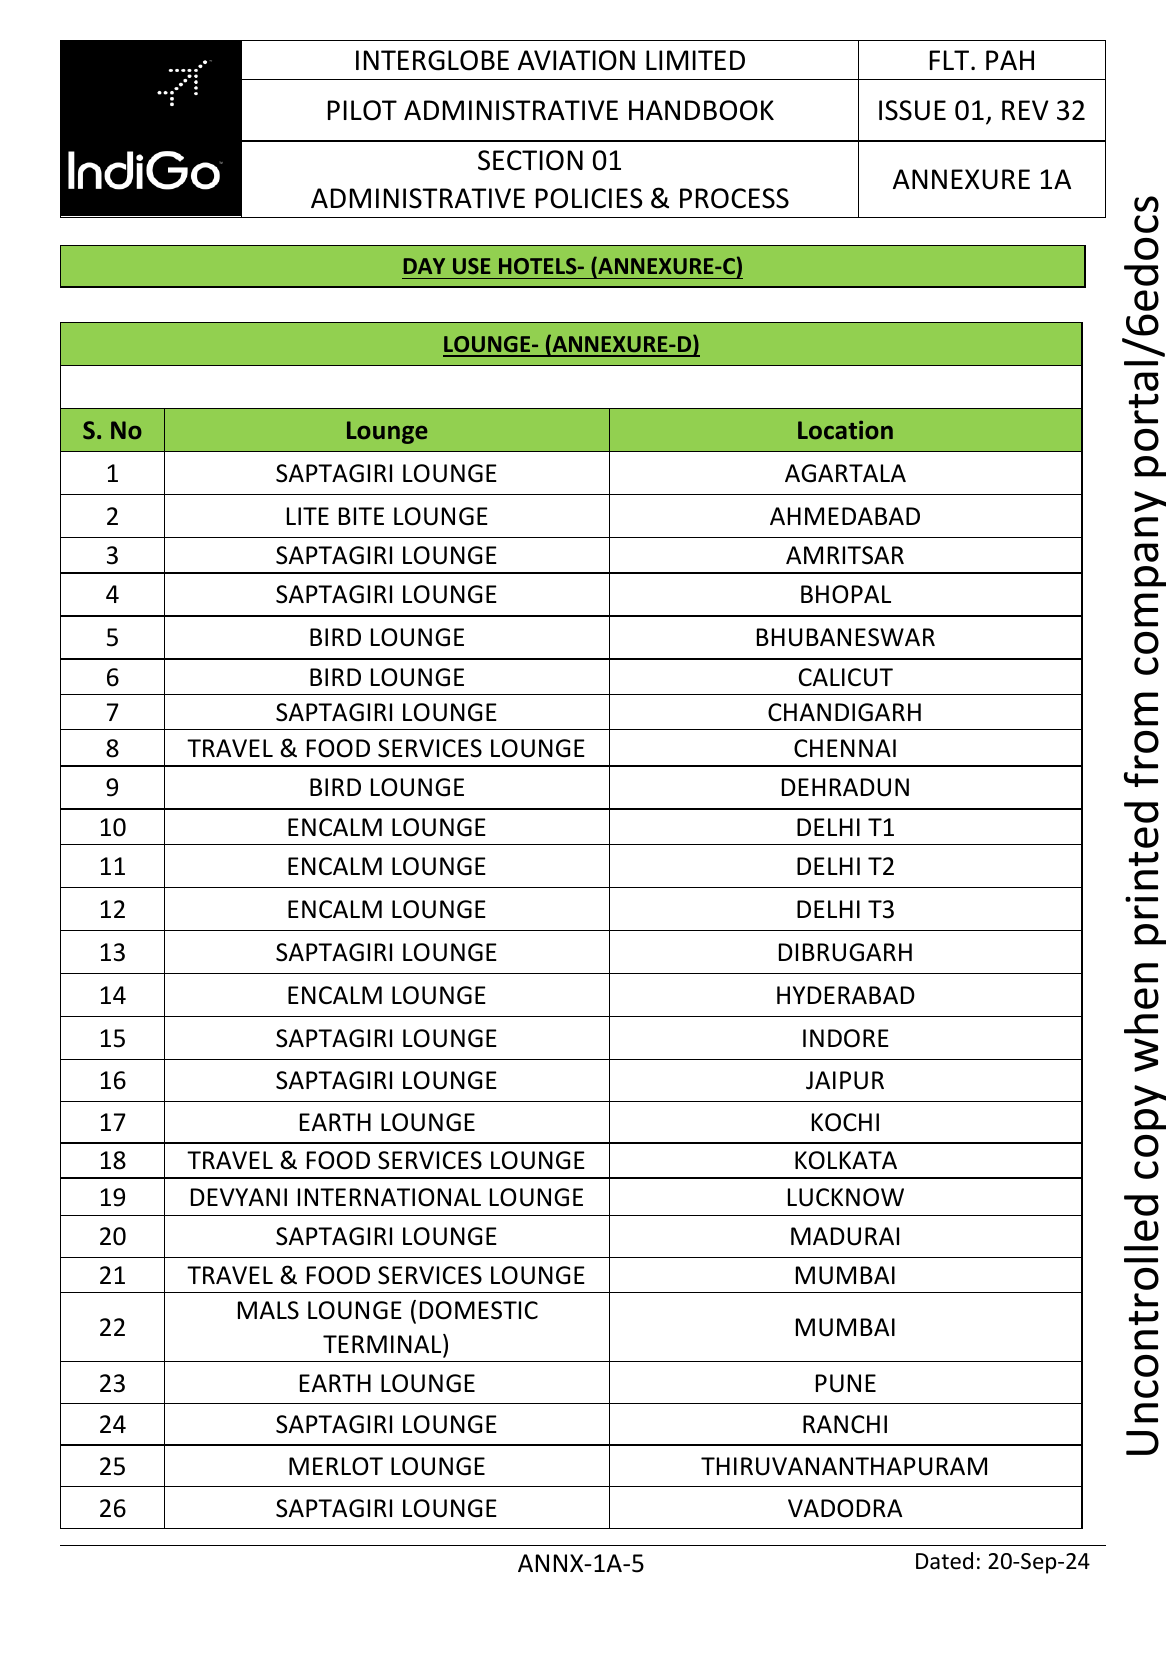 INTERGLOBE AVIATION LIMITED
FLT. PAH
PILOT ADMINISTRATIVE HANDBOOK
ISSUE 01, REV 32
IndiGo
SECTION 01
ADMINISTRATIVE POLICIES & PROCESS
ANNEXURE 1A
DAY USE HOTELS- (ANNEXURE-C)
LOUNGE- (ANNEXURE-D)
S. No Lounge Location
1 SAPTAGIRI LOUNGE AGARTALA
2 LITE BITE LOUNGE AHMEDABAD
3 SAPTAGIRI LOUNGE AMRITSAR
4 SAPTAGIRI LOUNGE BHOPAL
5 BIRD LOUNGE BHUBANESWAR
6 BIRD LOUNGE CALICUT
7 SAPTAGIRI LOUNGE CHANDIGARH
8 TRAVEL & FOOD SERVICES LOUNGE CHENNAI
9 BIRD LOUNGE DEHRADUN
10 ENCALM LOUNGE DELHI T1
11 ENCALM LOUNGE DELHI T2
12 ENCALM LOUNGE DELHI T3
13 SAPTAGIRI LOUNGE DIBRUGARH
14 ENCALM LOUNGE HYDERABAD
15 SAPTAGIRI LOUNGE INDORE
16 SAPTAGIRI LOUNGE JAIPUR
17 EARTH LOUNGE KOCHI
18 TRAVEL & FOOD SERVICES LOUNGE KOLKATA
19 DEVYANI INTERNATIONAL LOUNGE LUCKNOW
20 SAPTAGIRI LOUNGE MADURAI
21 TRAVEL & FOOD SERVICES LOUNGE MUMBAI
22 MALS LOUNGE (DOMESTIC
TERMINAL) MUMBAI
23 EARTH LOUNGE PUNE
24 SAPTAGIRI LOUNGE RANCHI
25 MERLOT LOUNGE THIRUVANANTHAPURAM
26 SAPTAGIRI LOUNGE VADODRA
ANNX-1A-5 Dated: 20-Sep-24
Uncontrolled copy when printed from company portal/6edocs